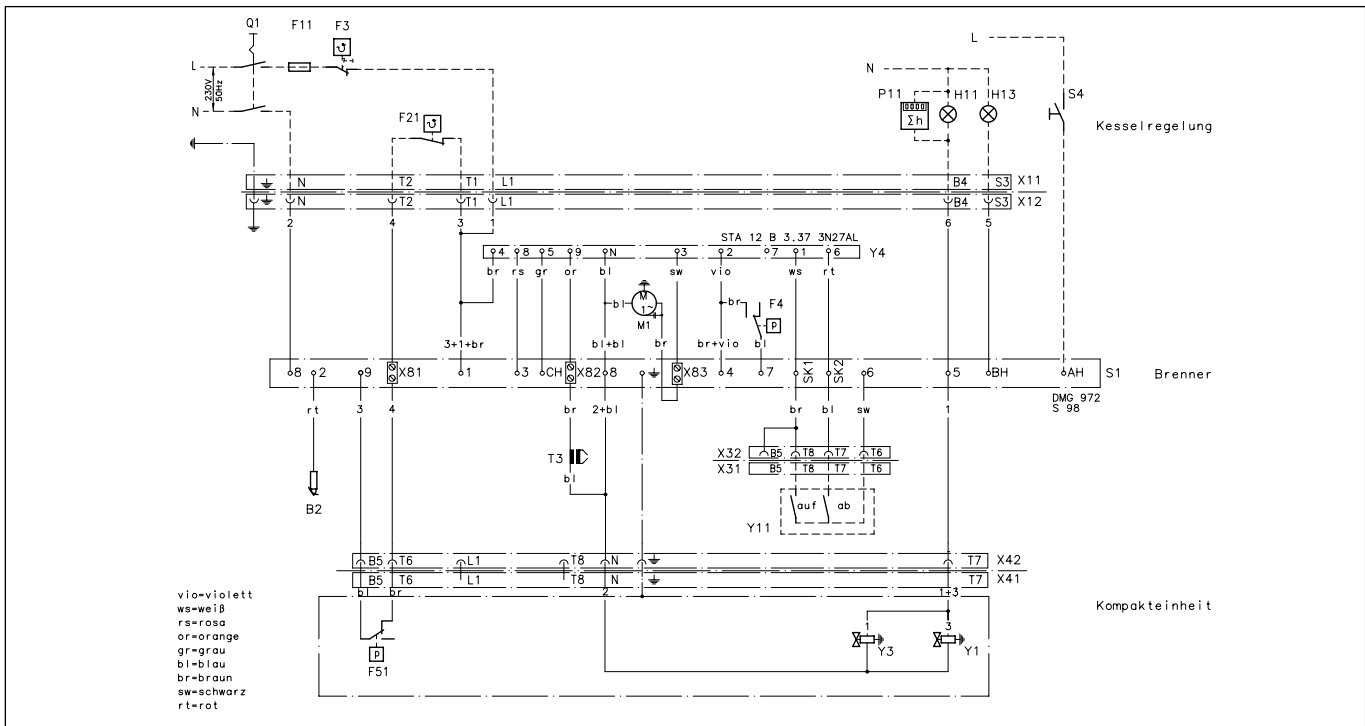 Q1 F11 F3
L
230V
50Hz
N
F21
L
N
P11 H11 H13 S4
Σh
Kesselregelung
N T2 T1 L1 B4 S3 X11
N T2 T1 L1 B4 S3 X12
2 4 3 1 6 5
STA 12 B 3.37 3N27AL
4 8 5 9 N 3 2 7 1 6 Y4
br rs gr or bl sw vio ws rt
bl M
1~
M1
br F4
P
3+1+br bl+bl br br+vio bl
8 2 9 X81 1 3 CH X82 8 X83 4 7 SK1 SK2 6 5 BH AH S1 Brenner
DMG 972
S 98
rt 3 4 br 2+bl br bl sw 1
T3
bl
X32 B5 T8 T7 T6
X31 B5 T8 T7 T6
auf ab
Y11
B2
B5 T6 L1 T8 N T7 X42
B5 T6 L1 T8 N T7 X41
bl br 2 1+3
Kompakteinheit
1 3
Y3 Y1
P
F51
vio=violett
ws=weiß
rs=rosa
or=orange
gr=grau
bl=blau
br=braun
sw=schwarz
rt=rot